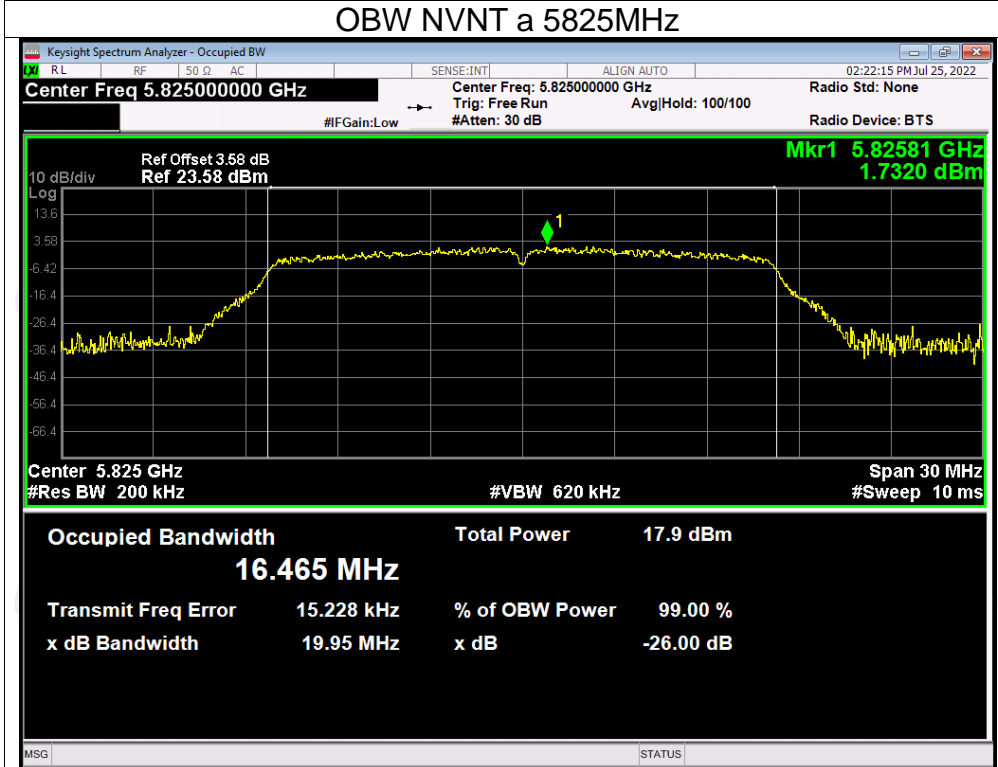 OBW NVNT a 5825MHz
Keysight Spectrum Analyzer - Occupied BW
LXI RL RF 50 Ω AC SENSE:INT ALIGN AUTO 02:22:15 PM Jul 25, 2022
Center Freq 5.825000000 GHz Center Freq: 5.825000000 GHz Radio Std: None
Trig: Free Run Avg|Hold: 100/100
#IFGain:Low #Atten: 30 dB Radio Device: BTS
Mkr1 5.82581 GHz
1.7320 dBm
Ref Offset 3.58 dB
10 dB/div Ref 23.58 dBm
Log
13.6
3.58
-6.42
-16.4
-26.4
-36.4
-46.4
-56.4
-66.4
1
Center 5.825 GHz Span 30 MHz
#Res BW 200 kHz #VBW 620 kHz #Sweep 10 ms
Occupied Bandwidth Total Power 17.9 dBm
16.465 MHz
Transmit Freq Error 15.228 kHz % of OBW Power 99.00 %
x dB Bandwidth 19.95 MHz x dB -26.00 dB
MSG STATUS